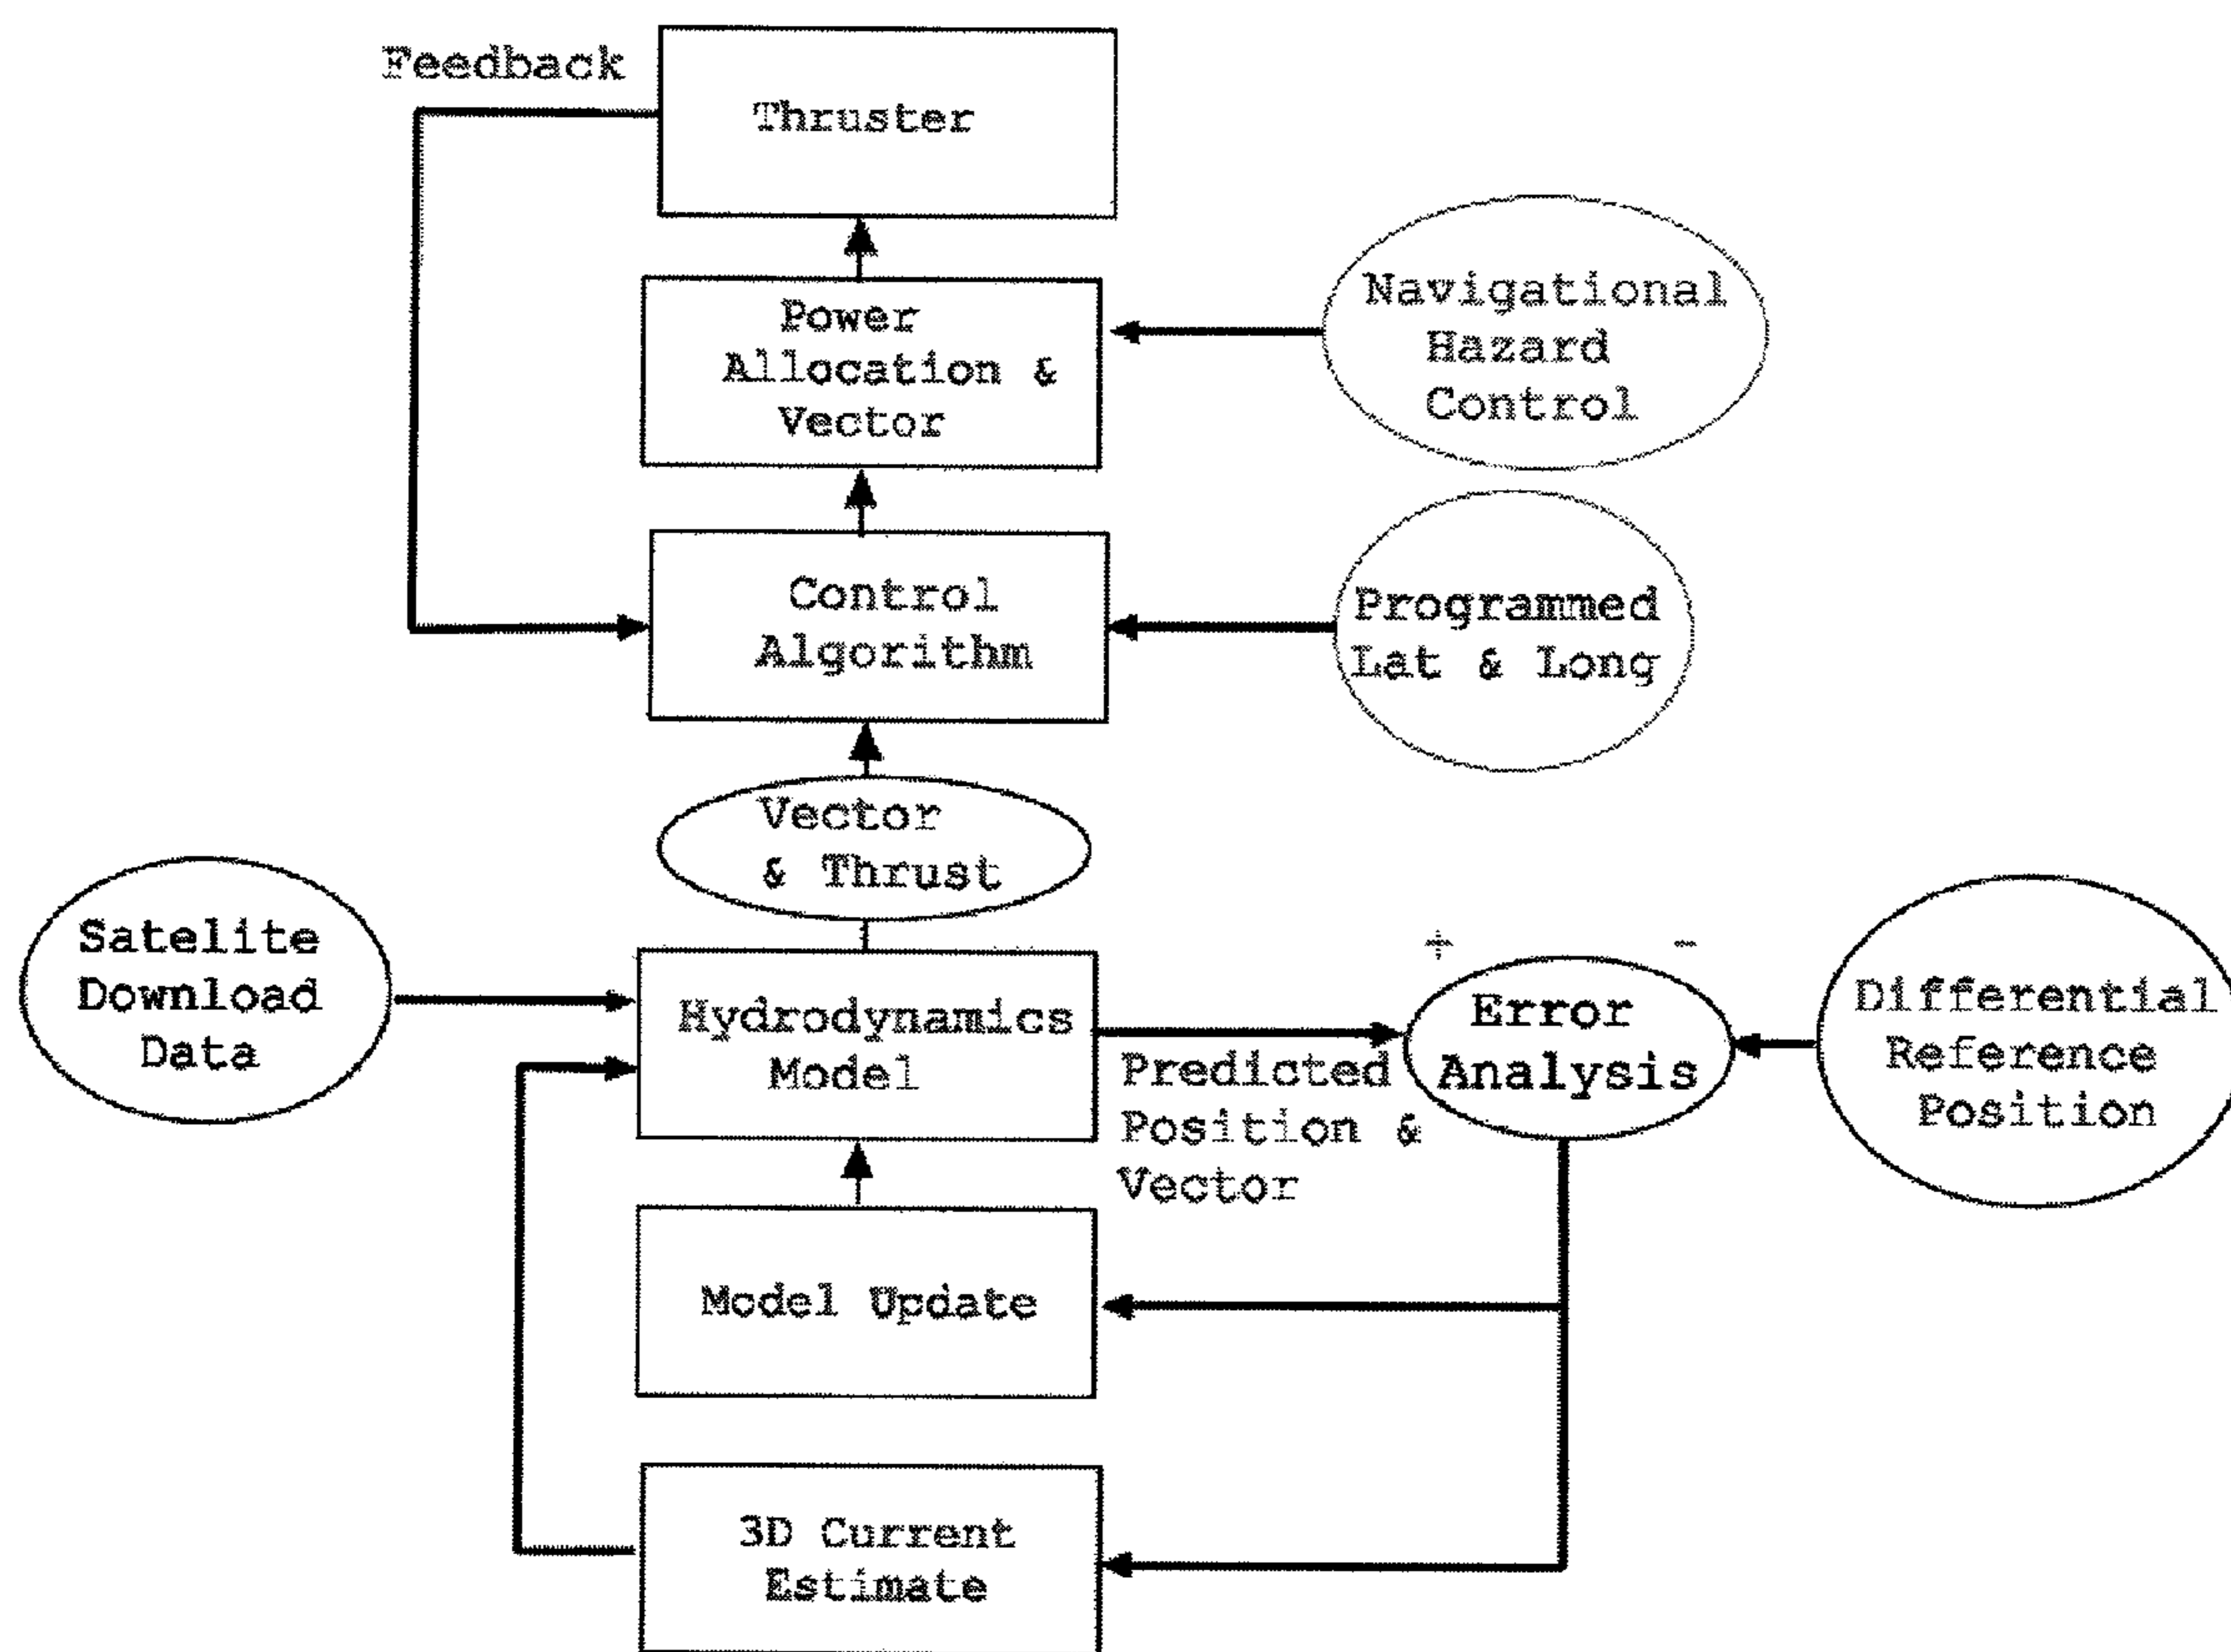 Feedback
Thruster
Power
Allocation &
Vector
Navigational
Hazard
Control
Control
Algorithm
Programmed
Lat & Long
Vector
& Thrust
Satelite
Download
Data
Hydrodynamics
Model
Predicted
Position &
Vector
+ -
Error
Analysis
Differential
Reference
Position
Model Update
3D Current
Estimate